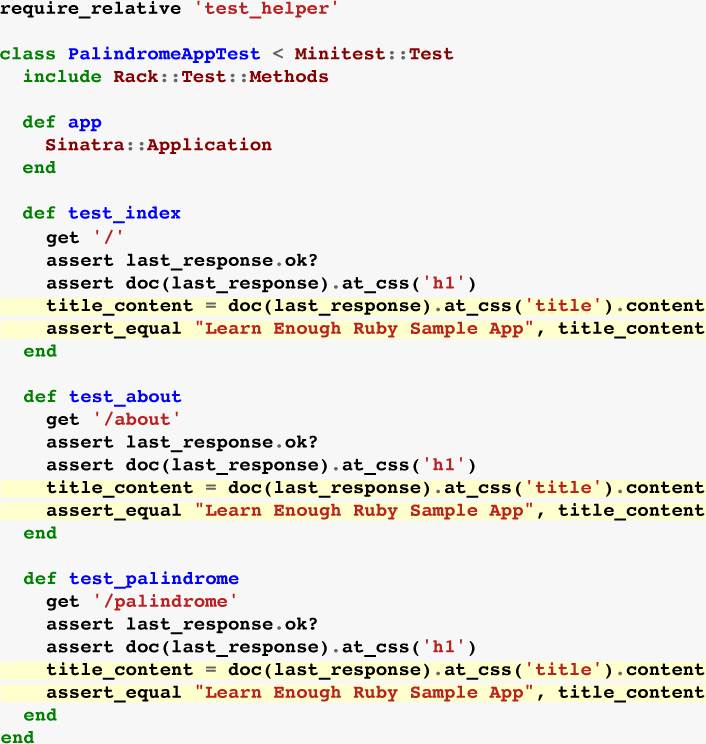 require_relative 'test_helper'

class PalindromeAppTest < Minitest::Test
  include Rack::Test::Methods

  def app
    Sinatra::Application
  end

  def test_index
    get '/'
    assert last_response.ok?
    assert doc(last_response).at_css('h1')
    title_content = doc(last_response).at_css('title').content
    assert_equal "Learn Enough Ruby Sample App", title_content
  end

  def test_about
    get '/about'
    assert last_response.ok?
    assert doc(last_response).at_css('h1')
    title_content = doc(last_response).at_css('title').content
    assert_equal "Learn Enough Ruby Sample App", title_content
  end

  def test_palindrome
    get '/palindrome'
    assert last_response.ok?
    assert doc(last_response).at_css('h1')
    title_content = doc(last_response).at_css('title').content
    assert_equal "Learn Enough Ruby Sample App", title_content
  end
end